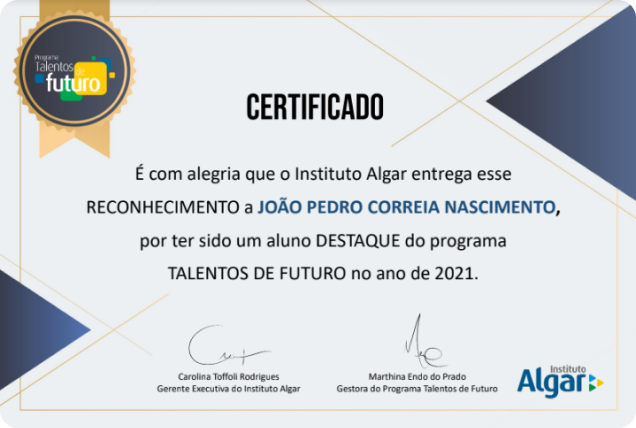 Programa
Talentos
de
futuro
CERTIFICADO
É com alegria que o Instituto Algar entrega esse
RECONHECIMENTO a JOÃO PEDRO CORREIA NASCIMENTO,
por ter sido um aluno DESTAQUE do programa
TALENTOS DE FUTURO no ano de 2021.
Carolina Toffoli Rodrigues
Gerente Executiva do Instituto Algar
Marthina Endo do Prado
Gestora do Programa Talentos de Futuro
Instituto
Algar